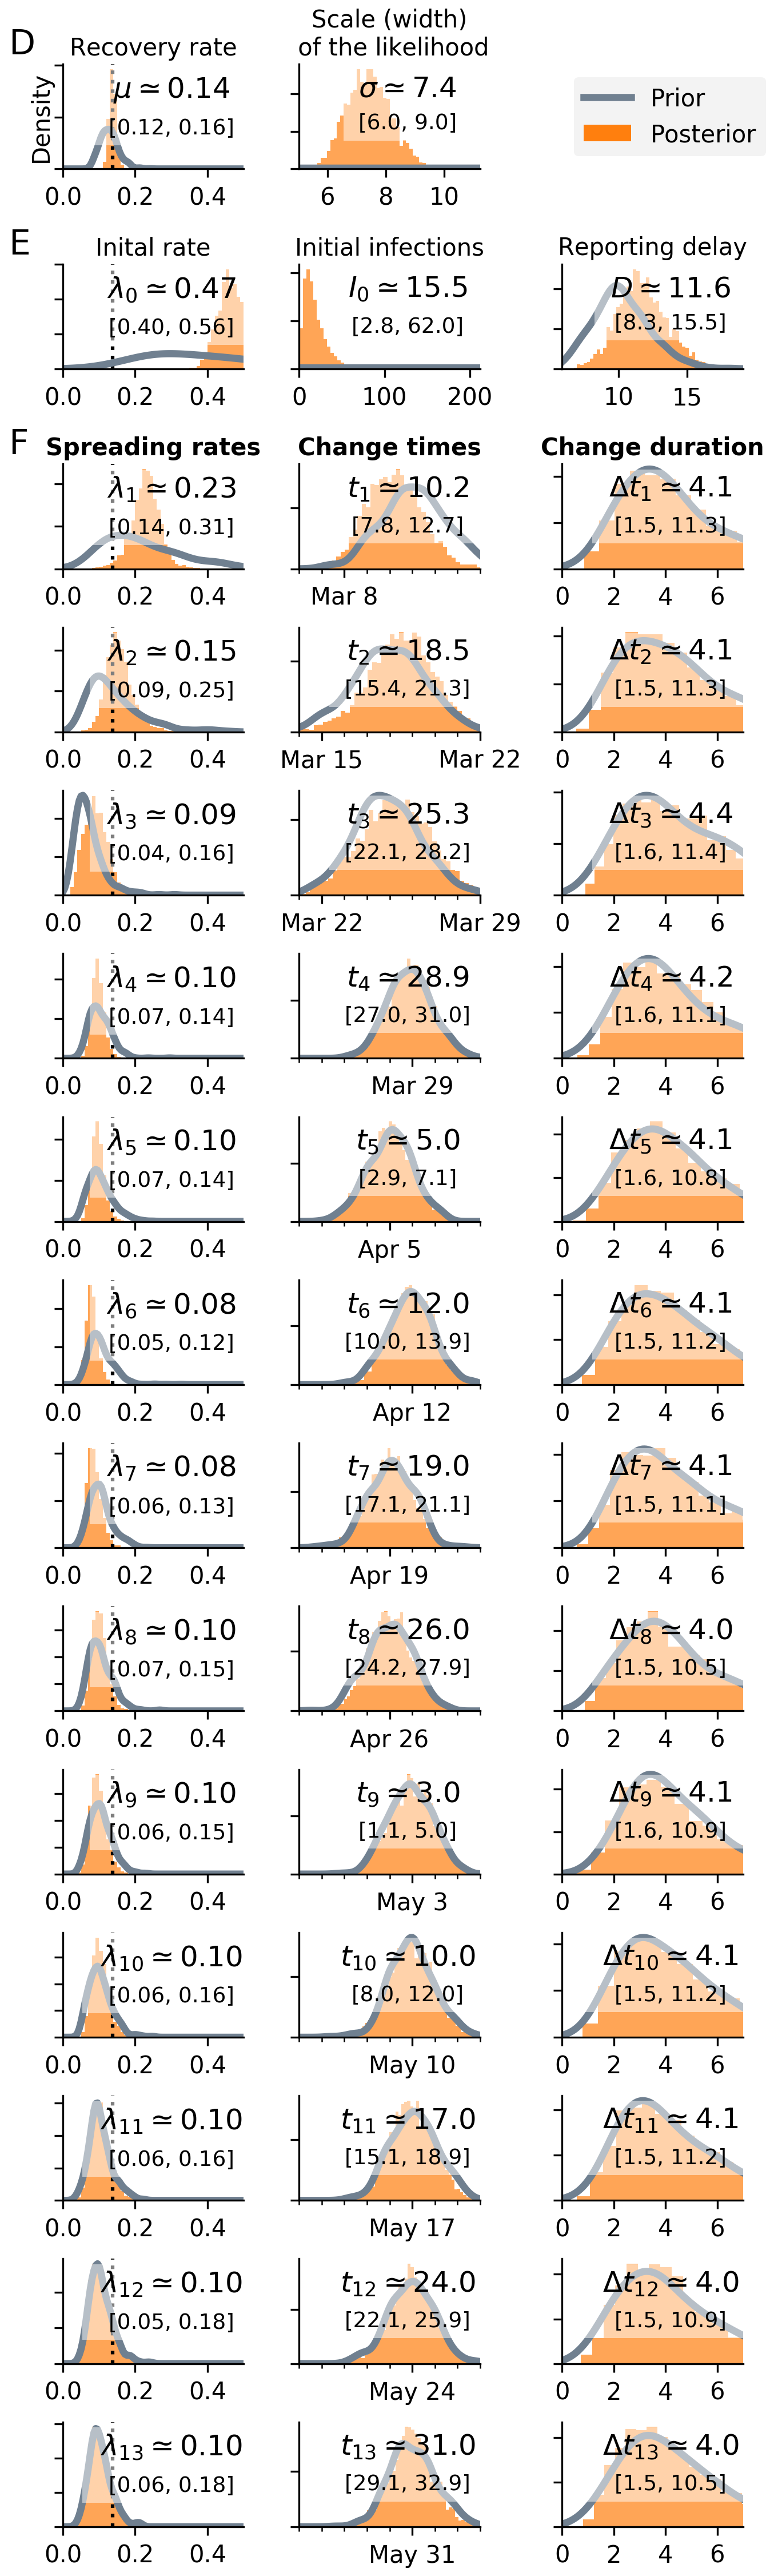 D
Recovery rate
Scale (width)
of the likelihood
Density
μ ≃ 0.14
[0.12, 0.16]
σ ≃ 7.4
[6.0, 9.0]
Prior
Posterior
0.0 0.2 0.4
6 8 10
E
Inital rate
Initial infections
Reporting delay
λ0 ≃ 0.47
[0.40, 0.56]
I0 ≃ 15.5
[2.8, 62.0]
D ≃ 11.6
[8.3, 15.5]
0.0 0.2 0.4
0 100 200
10 15
F
Spreading rates
Change times
Change duration
λ1 ≃ 0.23
[0.14, 0.31]
t1 ≃ 10.2
[7.8, 12.7]
Δt1 ≃ 4.1
[1.5, 11.3]
0.0 0.2 0.4
Mar 8
0 2 4 6
λ2 ≃ 0.15
[0.09, 0.25]
t2 ≃ 18.5
[15.4, 21.3]
Δt2 ≃ 4.1
[1.5, 11.3]
0.0 0.2 0.4
Mar 15 Mar 22
0 2 4 6
λ3 ≃ 0.09
[0.04, 0.16]
t3 ≃ 25.3
[22.1, 28.2]
Δt3 ≃ 4.4
[1.6, 11.4]
0.0 0.2 0.4
Mar 22 Mar 29
0 2 4 6
λ4 ≃ 0.10
[0.07, 0.14]
t4 ≃ 28.9
[27.0, 31.0]
Δt4 ≃ 4.2
[1.6, 11.1]
0.0 0.2 0.4
Mar 29
0 2 4 6
λ5 ≃ 0.10
[0.07, 0.14]
t5 ≃ 5.0
[2.9, 7.1]
Δt5 ≃ 4.1
[1.6, 10.8]
0.0 0.2 0.4
Apr 5
0 2 4 6
λ6 ≃ 0.08
[0.05, 0.12]
t6 ≃ 12.0
[10.0, 13.9]
Δt6 ≃ 4.1
[1.5, 11.2]
0.0 0.2 0.4
Apr 12
0 2 4 6
λ7 ≃ 0.08
[0.06, 0.13]
t7 ≃ 19.0
[17.1, 21.1]
Δt7 ≃ 4.1
[1.5, 11.1]
0.0 0.2 0.4
Apr 19
0 2 4 6
λ8 ≃ 0.10
[0.07, 0.15]
t8 ≃ 26.0
[24.2, 27.9]
Δt8 ≃ 4.0
[1.5, 10.5]
0.0 0.2 0.4
Apr 26
0 2 4 6
λ9 ≃ 0.10
[0.06, 0.15]
t9 ≃ 3.0
[1.1, 5.0]
Δt9 ≃ 4.1
[1.6, 10.9]
0.0 0.2 0.4
May 3
0 2 4 6
λ10 ≃ 0.10
[0.06, 0.16]
t10 ≃ 10.0
[8.0, 12.0]
Δt10 ≃ 4.1
[1.5, 11.2]
0.0 0.2 0.4
May 10
0 2 4 6
λ11 ≃ 0.10
[0.06, 0.16]
t11 ≃ 17.0
[15.1, 18.9]
Δt11 ≃ 4.1
[1.5, 11.2]
0.0 0.2 0.4
May 17
0 2 4 6
λ12 ≃ 0.10
[0.05, 0.18]
t12 ≃ 24.0
[22.1, 25.9]
Δt12 ≃ 4.0
[1.5, 10.9]
0.0 0.2 0.4
May 24
0 2 4 6
λ13 ≃ 0.10
[0.06, 0.18]
t13 ≃ 31.0
[29.1, 32.9]
Δt13 ≃ 4.0
[1.5, 10.5]
0.0 0.2 0.4
May 31
0 2 4 6